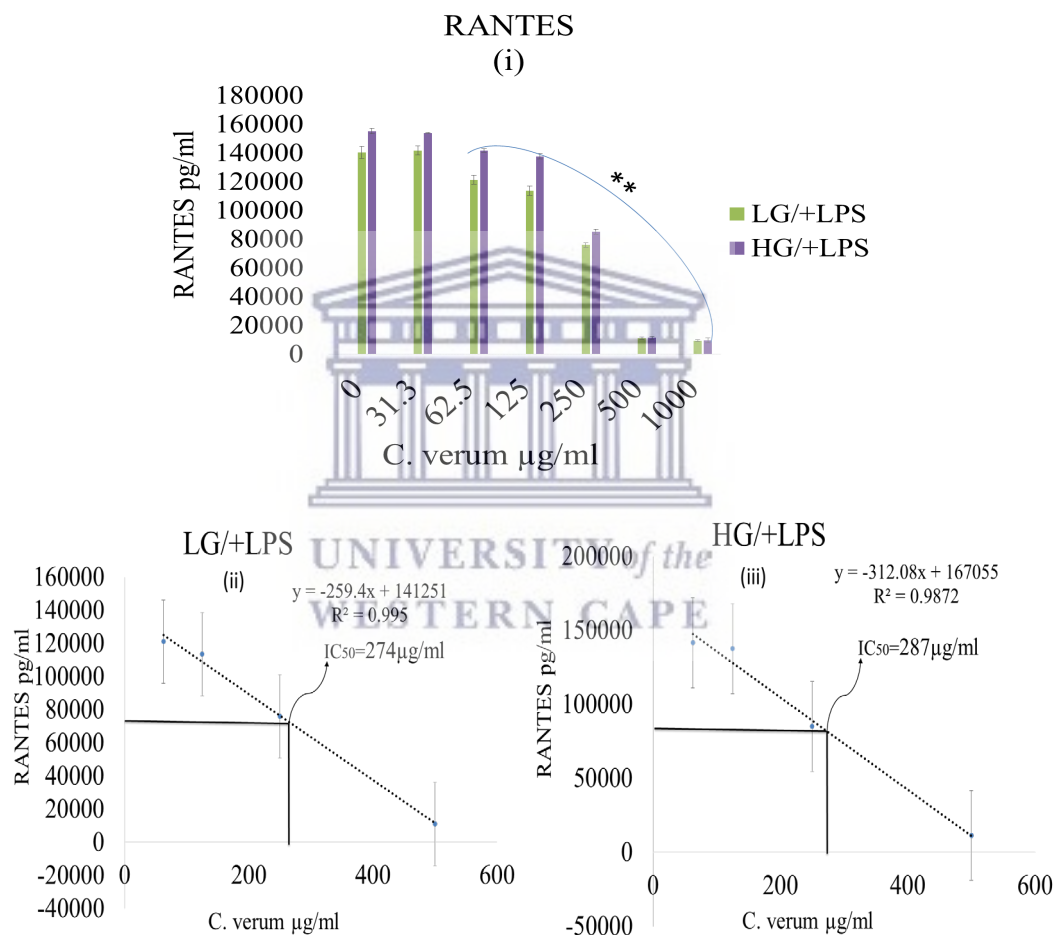 RANTES
(i)
180000
160000
140000
120000
100000
80000
60000
40000
20000
0
RANTES pg/ml
**
LG/+LPS
HG/+LPS
0 31.3 62.5 125 250 500 1000
C. verum µg/ml
UNIVERSITY of the
WESTERN CAPE
LG/+LPS
(ii)
y = -259.4x + 141251
R² = 0.995
IC50=274µg/ml
160000
140000
120000
100000
80000
60000
40000
20000
0
-20000
-40000
RANTES pg/ml
0 200 400 600
C. verum µg/ml
HG/+LPS
(iii)
y = -312.08x + 167055
R² = 0.9872
IC50=287µg/ml
200000
150000
100000
50000
0
-50000
RANTES pg/ml
0 200 400 600
C. verum µg/ml